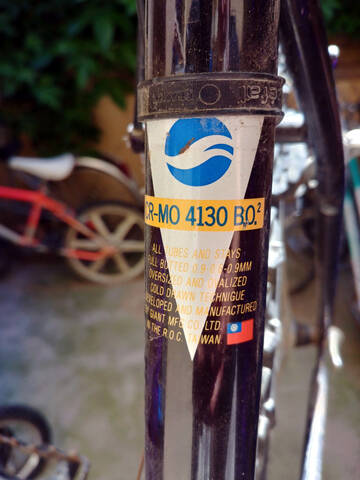 CR-MO 4130 B.O.²
ALL TUBES AND STAYS
FULL BUTTED 0.9-0.6-0.9MM
OVERSIZED AND OVALIZED
COLD DRAWN TECHNIQUE
DEVELOPED AND MANUFACTURED
BY GIANT MFG CO. LTD.
IN THE R.O.C. TAIWAN